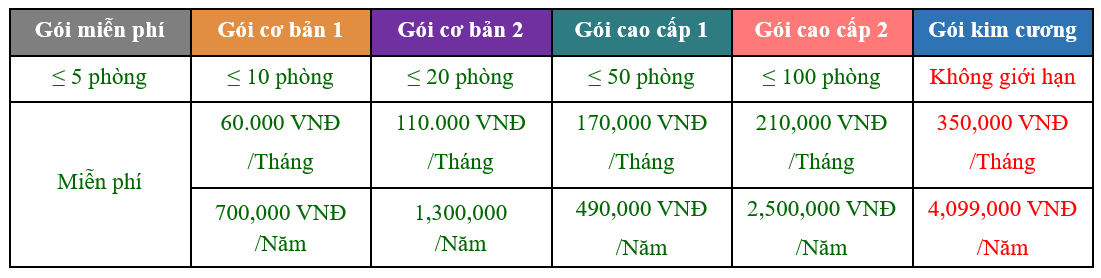 Gói miễn phí
Gói cơ bản 1
Gói cơ bản 2
Gói cao cấp 1
Gói cao cấp 2
Gói kim cương
≤ 5 phòng
≤ 10 phòng
≤ 20 phòng
≤ 50 phòng
≤ 100 phòng
Không giới hạn
Miễn phí
60.000 VNĐ
/Tháng
110.000 VNĐ
/Tháng
170,000 VNĐ
/Tháng
210,000 VNĐ
/Tháng
350,000 VNĐ
/Tháng
700,000 VNĐ
/Năm
1,300,000
/Năm
490,000 VNĐ
/Năm
2,500,000 VNĐ
/Năm
4,099,000 VNĐ
/Năm